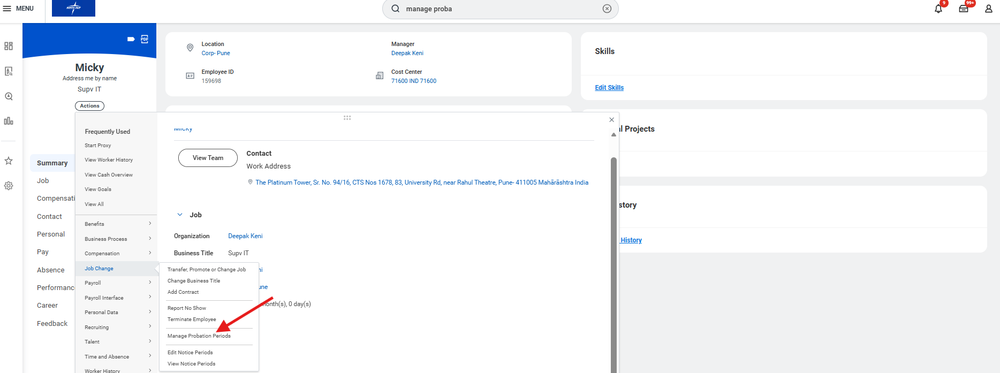 MENU
MEDLINE
manage proba
9
99+
PDF
Micky
Address me by name
Supv IT
Actions
Summary
Job
Compensati
Contact
Personal
Pay
Absence
Performanc
Career
Feedback
Location
Corp- Pune
Manager
Deepak Keni
Employee ID
159698
Cost Center
71600 IND 71600
Skills
Edit Skills
al Projects
story
History
Frequently Used
Start Proxy
View Worker History
View Cash Overview
View Goals
View All
Benefits
Business Process
Compensation
Job Change
Payroll
Payroll Interface
Personal Data
Recruiting
Talent
Time and Absence
Worker History
Micky
View Team
Contact
Work Address
The Platinum Tower, Sr. No. 94/16, CTS Nos 1678, 83, University Rd, near Rahul Theatre, Pune- 411005 Mahārāshtra India
Job
Organization
Deepak Keni
Business Title
Supv IT
ni
une
month(s), 0 day(s)
Transfer, Promote or Change Job
Change Business Title
Add Contract
Report No Show
Terminate Employee
Manage Probation Periods
Edit Notice Periods
View Notice Periods